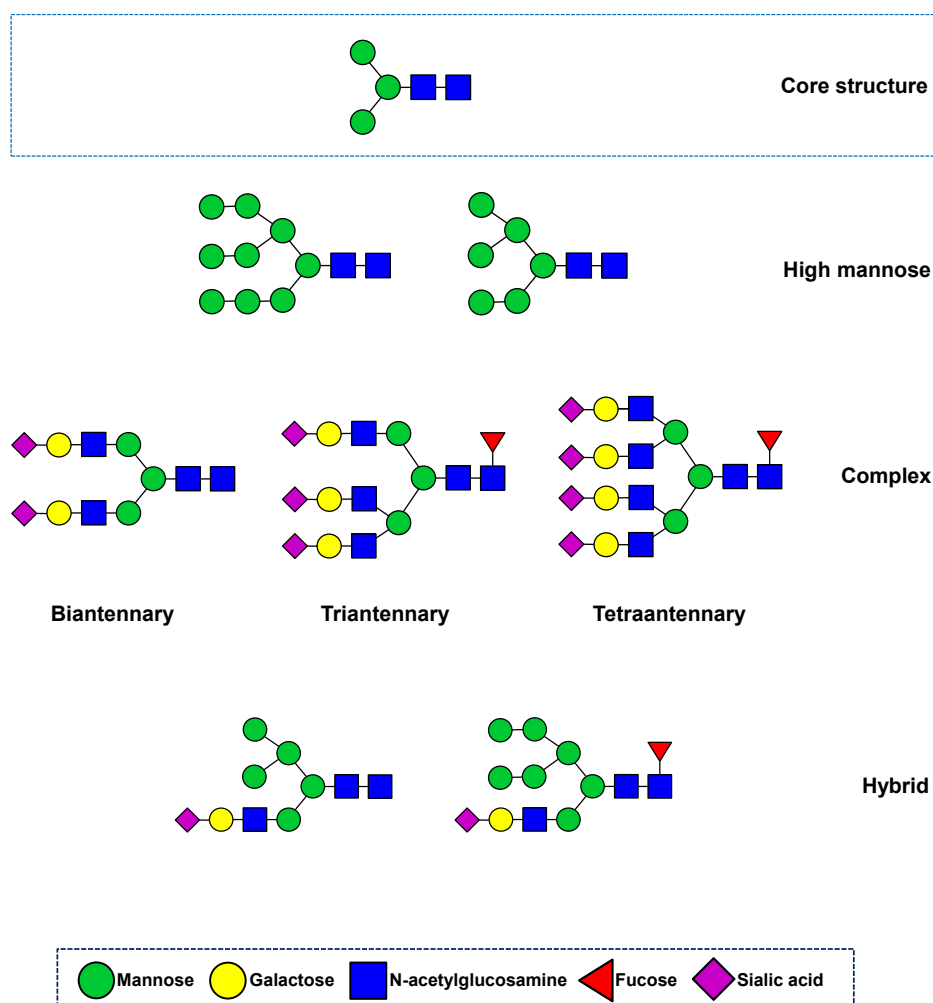 Core structure
High mannose
Complex
Biantennary Triantennary Tetraantennary
Hybrid
Mannose Galactose N-acetylglucosamine Fucose Sialic acid